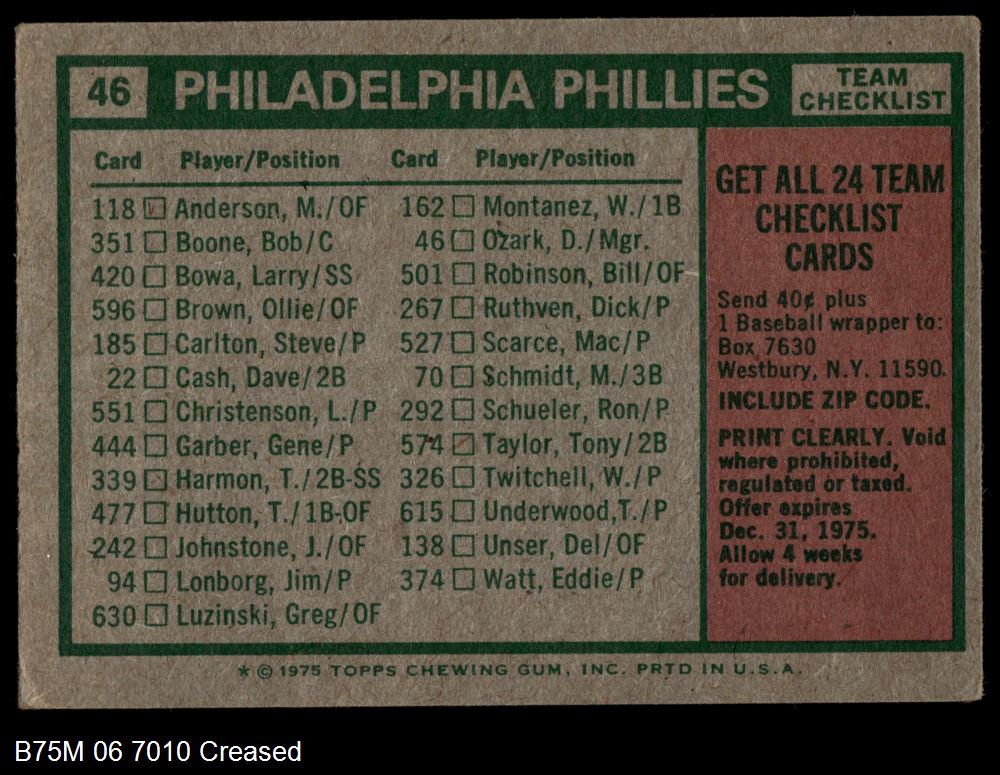 46 PHILADELPHIA PHILLIES TEAM CHECKLIST
Card Player/Position Card Player/Position
118 Anderson, M./OF
351 Boone, Bob/C
420 Bowa, Larry/SS
596 Brown, Ollie/OF
185 Carlton, Steve/P
22 Cash, Dave/2B
551 Christenson, L./P
444 Garber, Gene/P
339 Harmon, T./2B-SS
477 Hutton, T./1B-OF
242 Johnstone, J./OF
94 Lonborg, Jim/P
630 Luzinski, Greg/OF
162 Montanez, W./1B
46 Ozark, D./Mgr.
501 Robinson, Bill/OF
267 Ruthven, Dick/P
527 Scarce, Mac/P
70 Schmidt, M./3B
292 Schueler, Ron/P
574 Taylor, Tony/2B
326 Twitchell, W./P
615 Underwood,T./P
138 Unser, Del/OF
374 Watt, Eddie/P
GET ALL 24 TEAM
CHECKLIST
CARDS
Send 40¢ plus
1 Baseball wrapper to:
Box 7630
Westbury, N.Y. 11590.
INCLUDE ZIP CODE.
PRINT CLEARLY. Void
where prohibited,
regulated or taxed.
Offer expires
Dec. 31, 1975.
Allow 4 weeks
for delivery.
* © 1975 TOPPS CHEWING GUM, INC. PRTD IN U.S.A.
B75M 06 7010 Creased